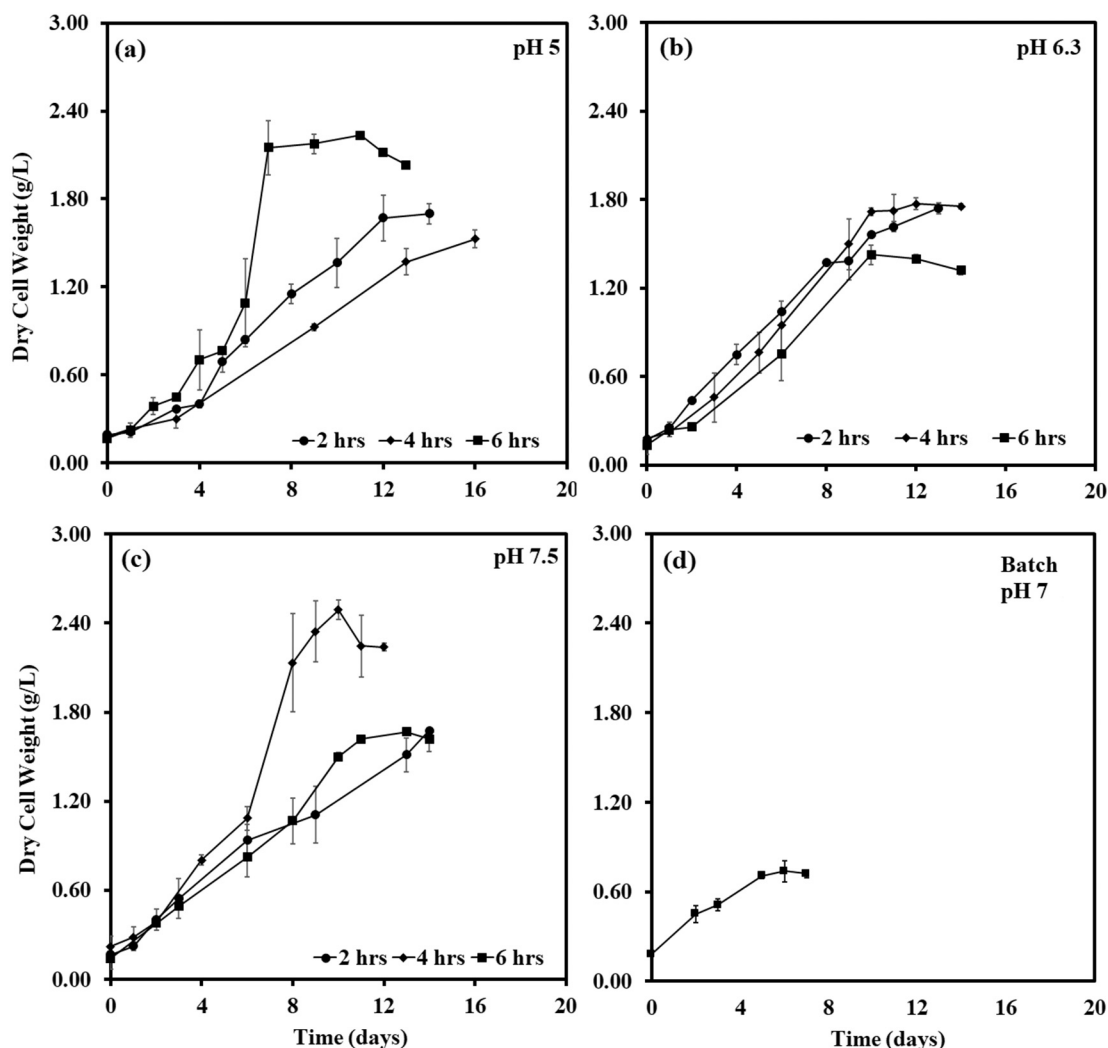 (a) pH 5
3.00
2.40
1.80
1.20
0.60
0.00
Dry Cell Weight (g/L)
2 hrs 4 hrs 6 hrs
0 4 8 12 16 20
(b) pH 6.3
3.00
2.40
1.80
1.20
0.60
0.00
2 hrs 4 hrs 6 hrs
0 4 8 12 16 20
(c) pH 7.5
3.00
2.40
1.80
1.20
0.60
0.00
Dry Cell Weight (g/L)
2 hrs 4 hrs 6 hrs
0 4 8 12 16 20
Time (days)
(d) Batch
pH 7
3.00
2.40
1.80
1.20
0.60
0.00
0 4 8 12 16 20
Time (days)